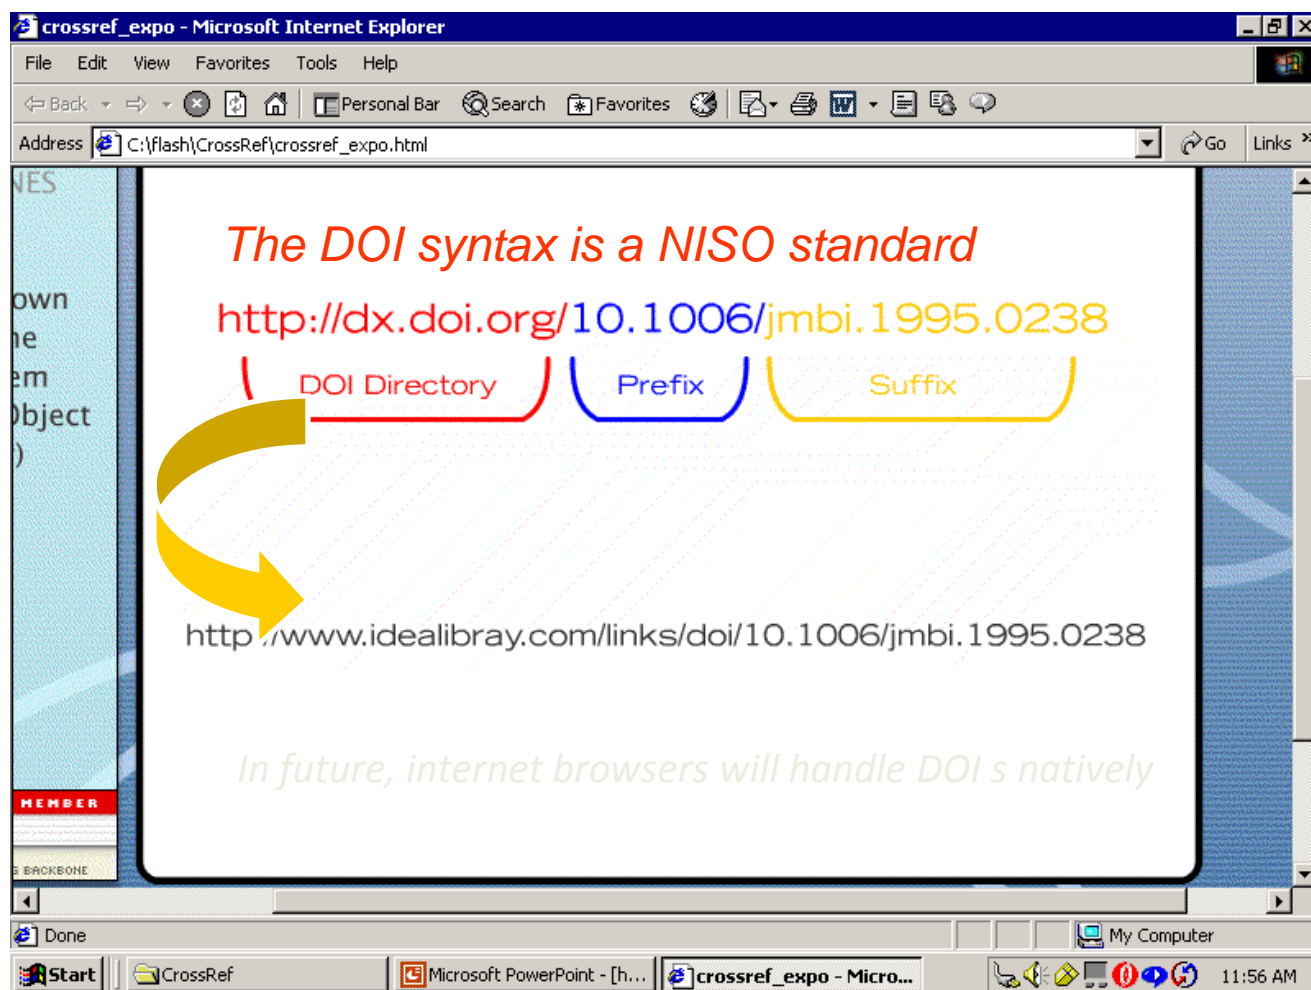 crossref_expo - Microsoft Internet Explorer
File Edit View Favorites Tools Help
Back Personal Bar Search Favorites
Address C:\flash\CrossRef\crossref_expo.html Go Links »
The DOI syntax is a NISO standard
http://dx.doi.org/10.1006/jmbi.1995.0238
DOI Directory Prefix Suffix
own
em
Object
)
http://www.idealibray.com/links/doi/10.1006/jmbi.1995.0238
In future, internet browsers will handle DOI s natively
MEMBER
BACKBONE
Done My Computer
Start CrossRef Microsoft PowerPoint - [h... crossref_expo - Micro... 11:56 AM